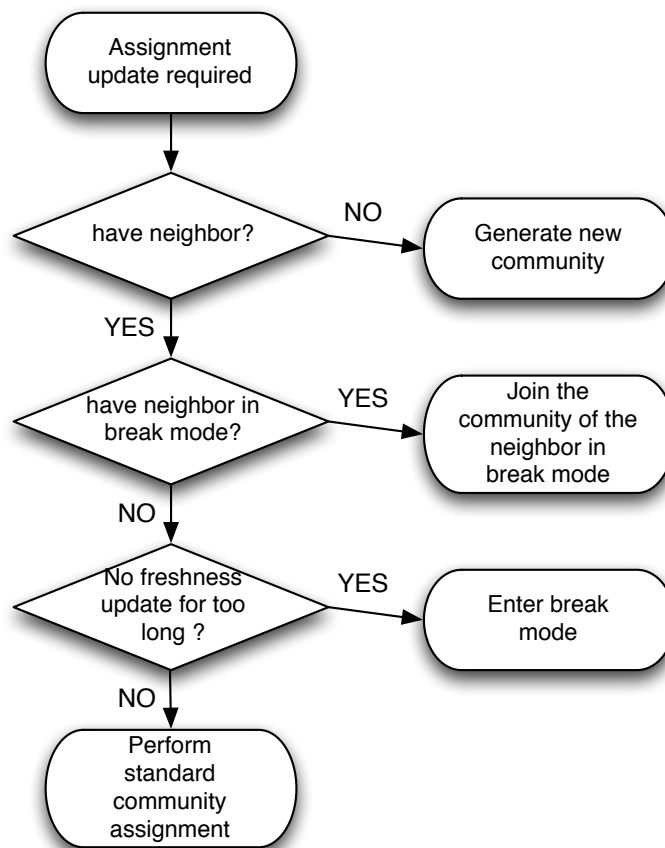 Assignment
update required
have neighbor?
NO
Generate new
community
YES
have neighbor in
break mode?
YES
Join the
community of the
neighbor in
break mode
NO
No freshness
update for too
long ?
YES
Enter break
mode
NO
Perform
standard
community
assignment